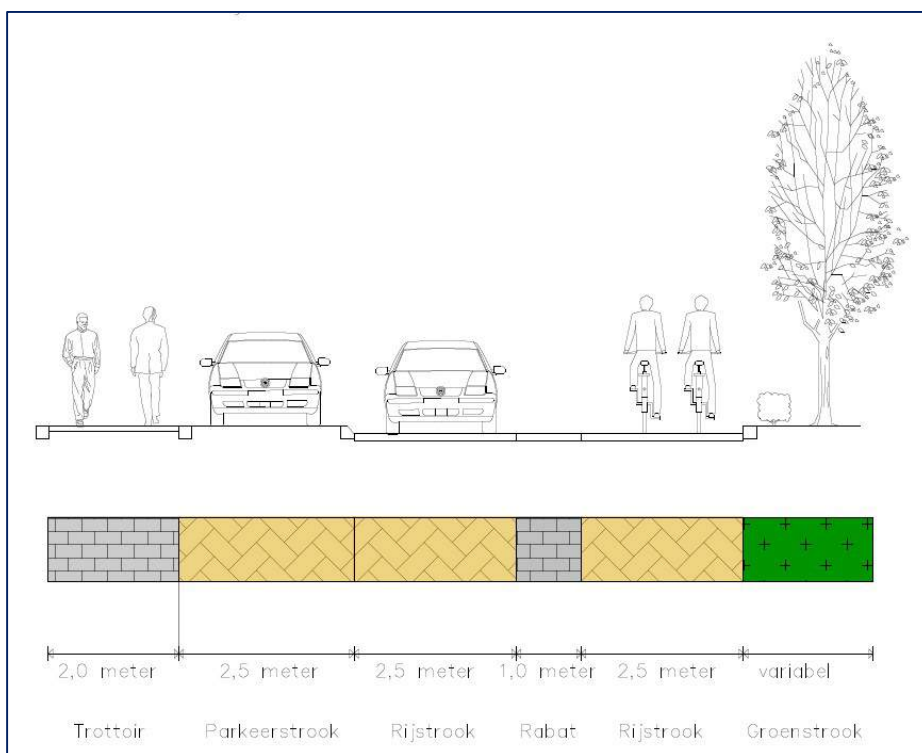 2,0 meter 2,5 meter 2,5 meter 1,0 meter 2,5 meter variabel
Trottoir Parkeerstrook Rijstrook Rabat Rijstrook Groenstrook